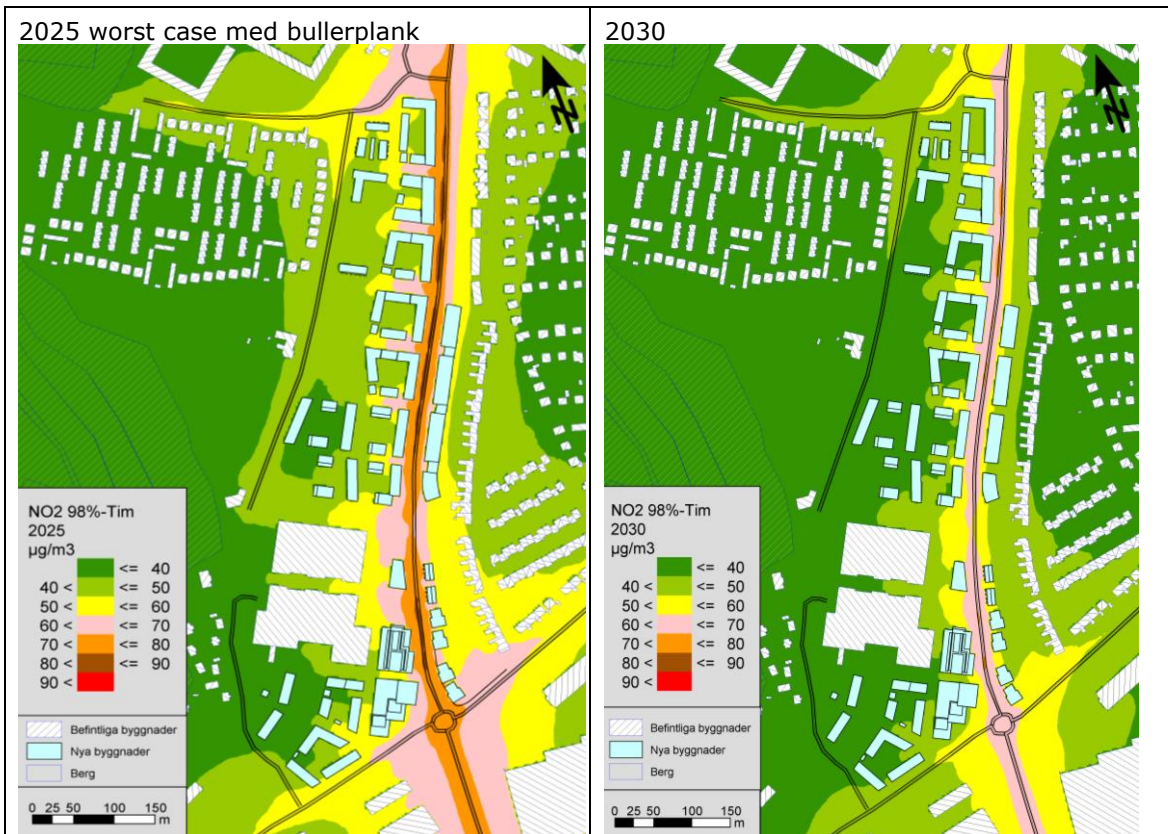 2025 worst case med bullerplank
N
NO2 98%-Tim
2025
µg/m3
<= 40
40 < <= 50
50 < <= 60
60 < <= 70
70 < <= 80
80 < <= 90
90 <
Befintliga byggnader
Nya byggnader
Berg
0 25 50 100 150
m
2030
N
NO2 98%-Tim
2030
µg/m3
<= 40
40 < <= 50
50 < <= 60
60 < <= 70
70 < <= 80
80 < <= 90
90 <
Befintliga byggnader
Nya byggnader
Berg
0 25 50 100 150
m